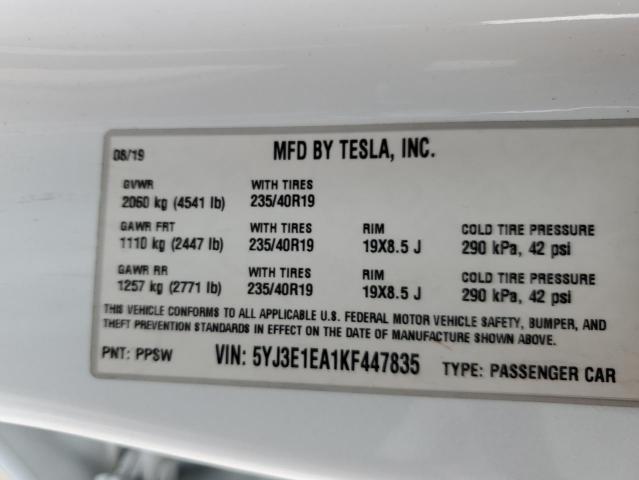 08/19 MFD BY TESLA, INC.
GVWR WITH TIRES
2060 kg (4541 lb) 235/40R19
GAWR FRT WITH TIRES RIM COLD TIRE PRESSURE
1110 kg (2447 lb) 235/40R19 19X8.5 J 290 kPa, 42 psi
GAWR RR WITH TIRES RIM COLD TIRE PRESSURE
1257 kg (2771 lb) 235/40R19 19X8.5 J 290 kPa, 42 psi
THIS VEHICLE CONFORMS TO ALL APPLICABLE U.S. FEDERAL MOTOR VEHICLE SAFETY, BUMPER, AND
THEFT PREVENTION STANDARDS IN EFFECT ON THE DATE OF MANUFACTURE SHOWN ABOVE.
PNT: PPSW VIN: 5YJ3E1EA1KF447835 TYPE: PASSENGER CAR